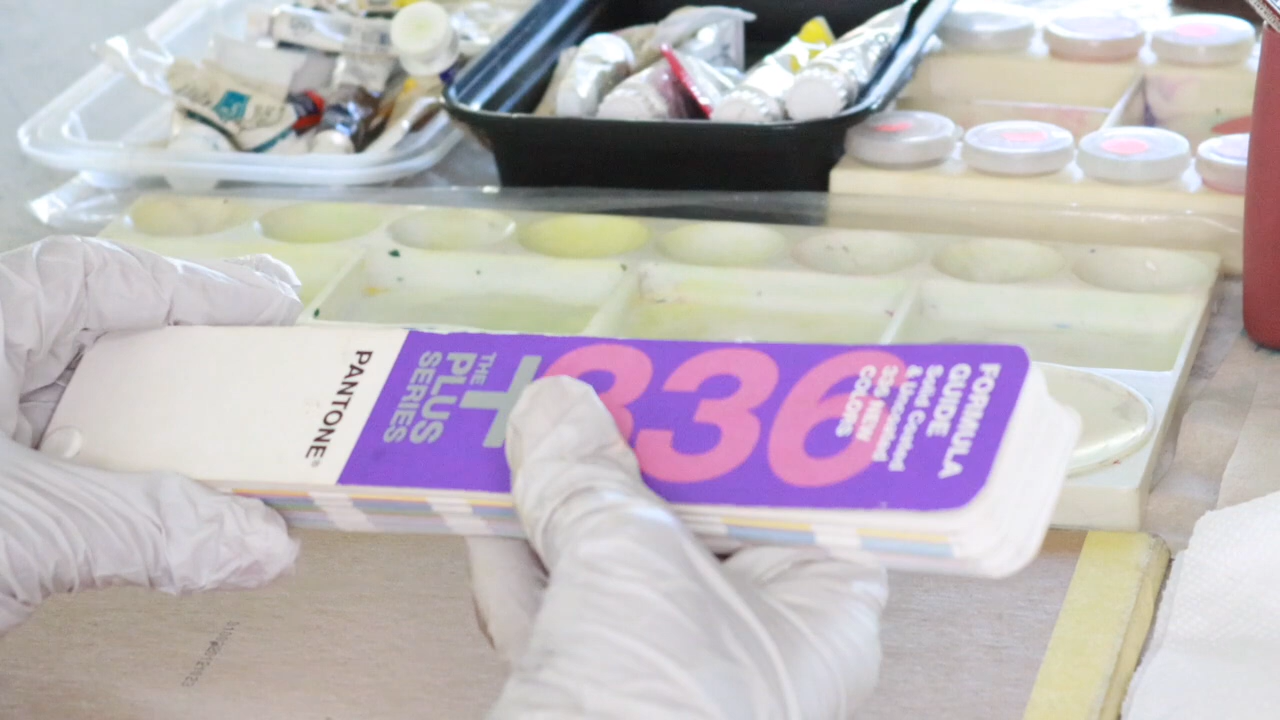 PANTONE®
THE
PLUS
SERIES
+336
FORMULA
GUIDE
Solid Coated
& Uncoated
336 NEW
COLORS